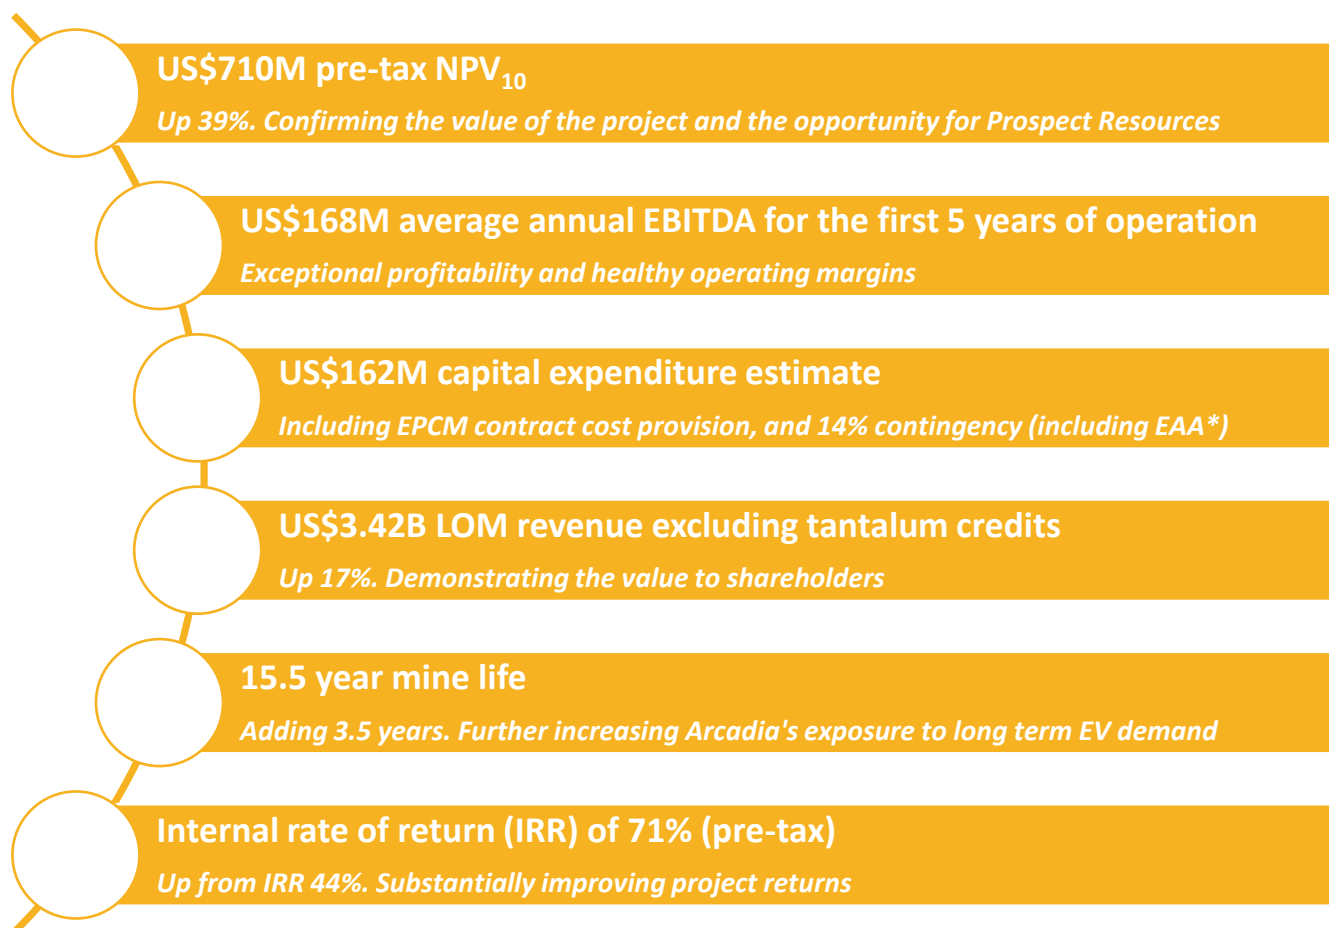 US$710M pre-tax NPV10
Up 39%. Confirming the value of the project and the opportunity for Prospect Resources
US$168M average annual EBITDA for the first 5 years of operation
Exceptional profitability and healthy operating margins
US$162M capital expenditure estimate
Including EPCM contract cost provision, and 14% contingency (including EAA*)
US$3.42B LOM revenue excluding tantalum credits
Up 17%. Demonstrating the value to shareholders
15.5 year mine life
Adding 3.5 years. Further increasing Arcadia's exposure to long term EV demand
Internal rate of return (IRR) of 71% (pre-tax)
Up from IRR 44%. Substantially improving project returns